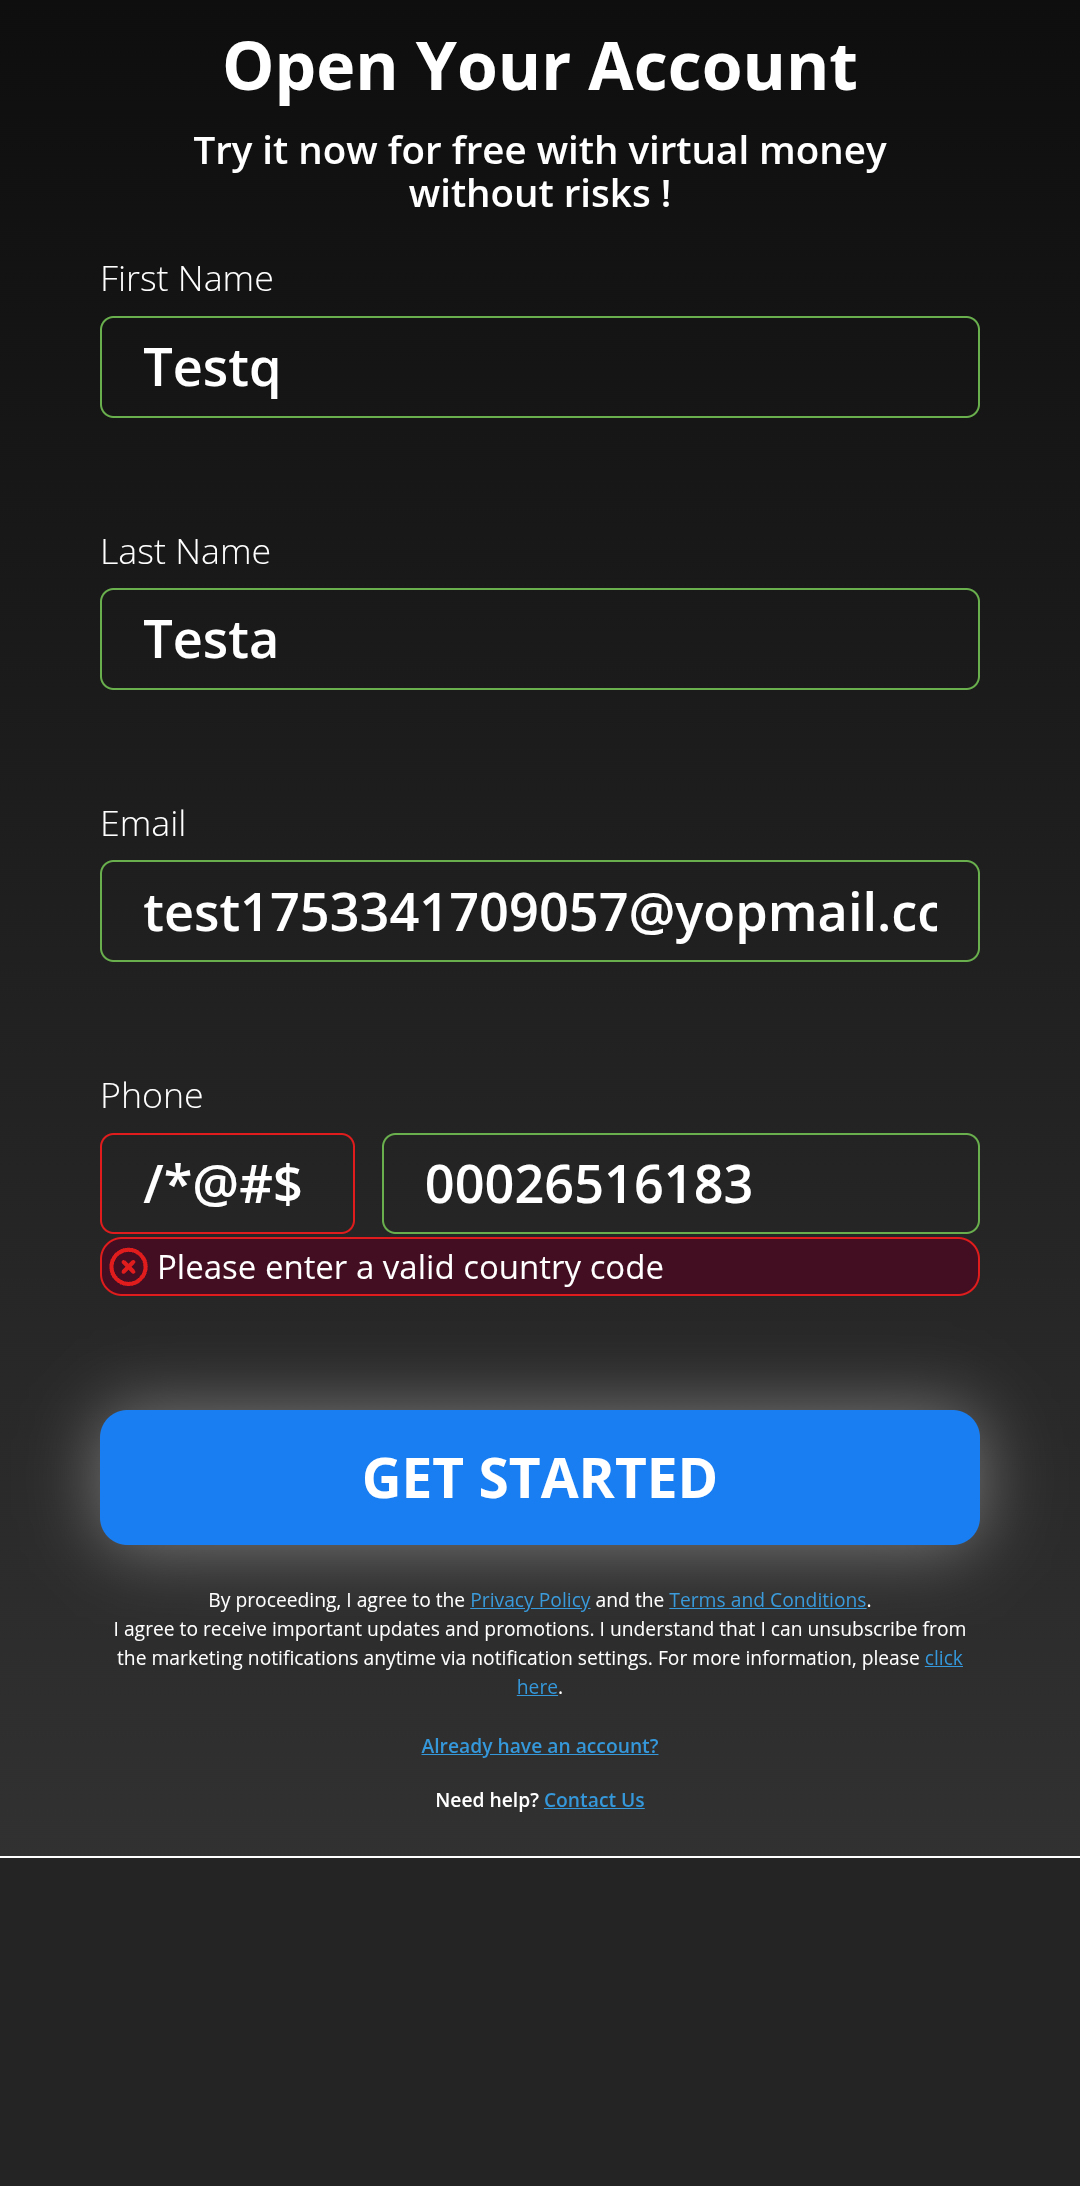 Open Your Account
Try it now for free with virtual money
without risks !
First Name
Testq
Last Name
Testa
Email
test1753341709057@yopmail.cc
Phone
/*@#$
00026516183
Please enter a valid country code
GET STARTED
By proceeding, I agree to the Privacy Policy and the Terms and Conditions.
I agree to receive important updates and promotions. I understand that I can unsubscribe from
the marketing notifications anytime via notification settings. For more information, please click
here.
Already have an account?
Need help? Contact Us